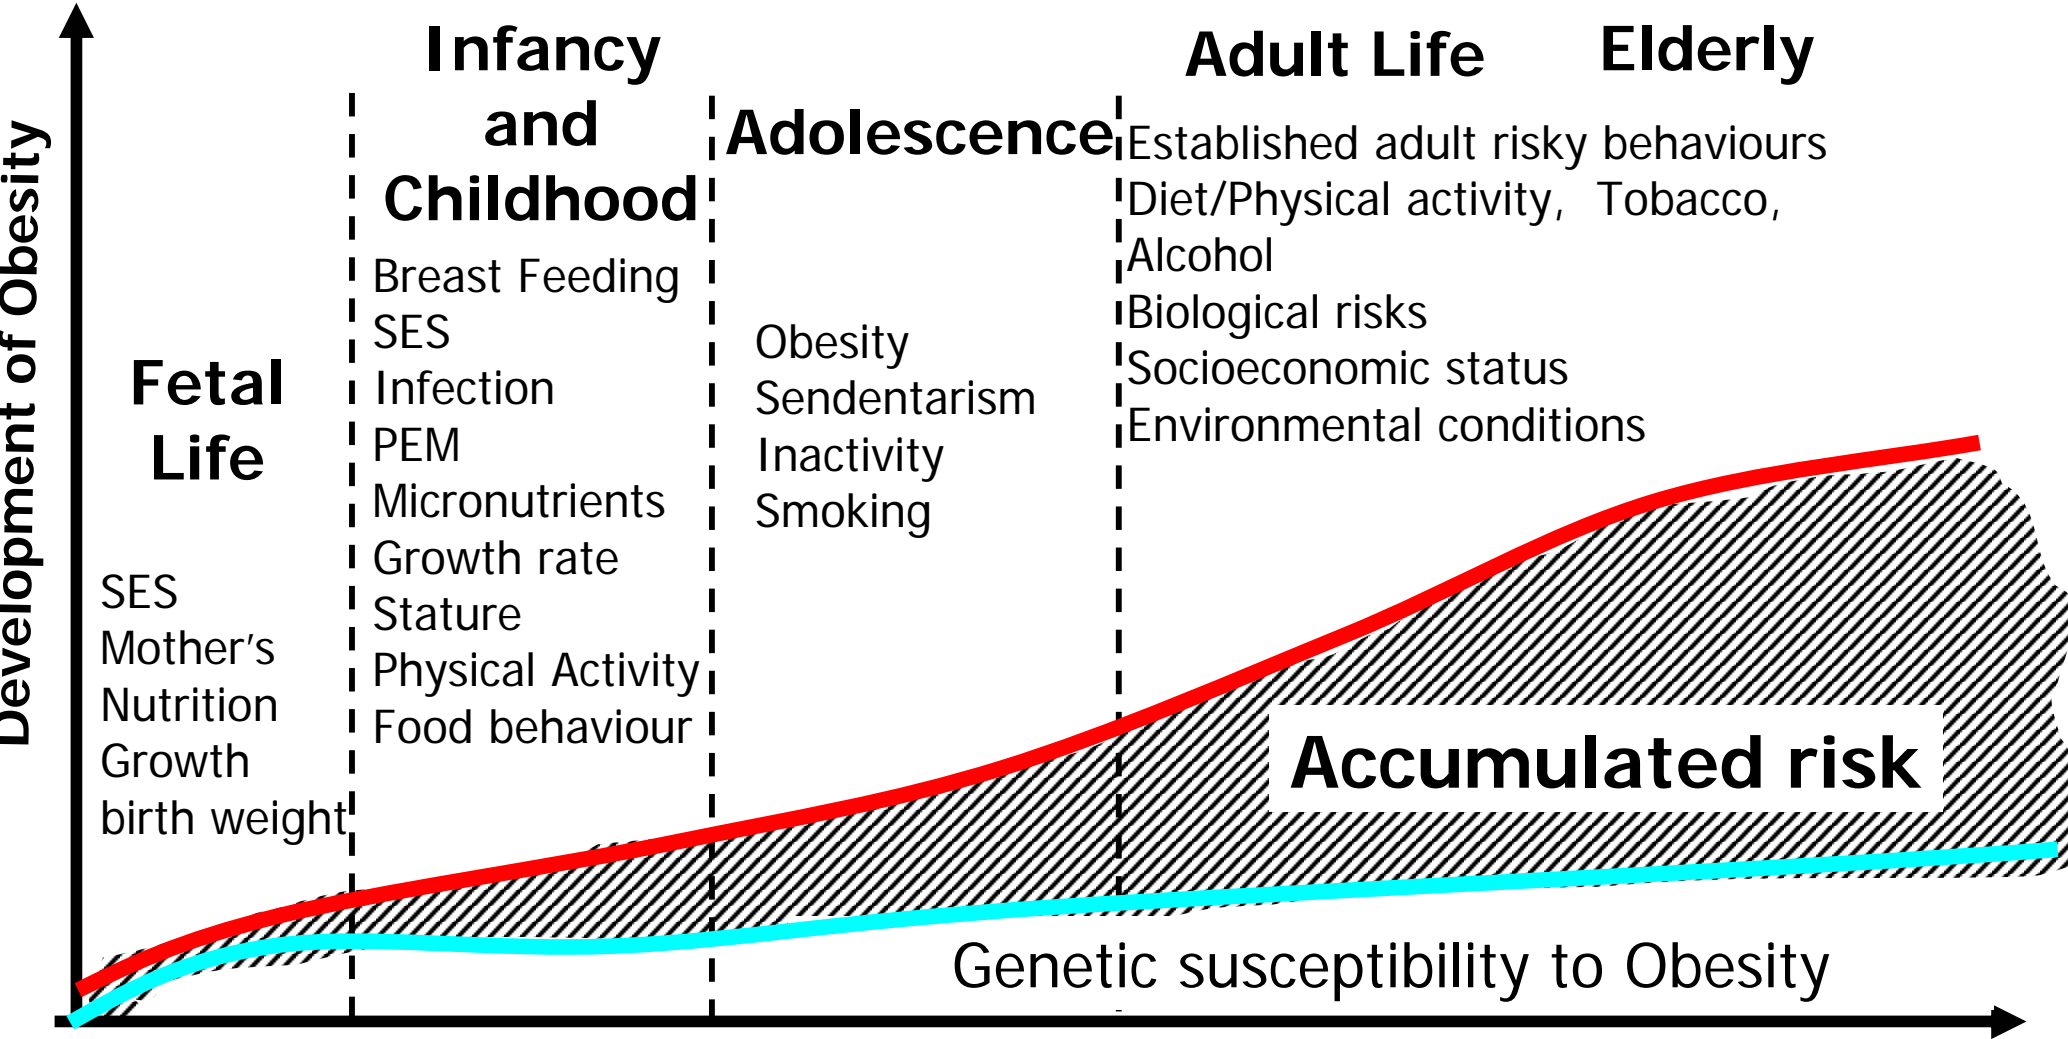 Development of Obesity
Fetal
Life
SES
Mother's
Nutrition
Growth
birth weight
Infancy
and
Childhood
Breast Feeding
SES
Infection
PEM
Micronutrients
Growth rate
Stature
Physical Activity
Food behaviour
Adolescence
Obesity
Sendentarism
Inactivity
Smoking
Adult Life
Elderly
Established adult risky behaviours
Diet/Physical activity, Tobacco,
Alcohol
Biological risks
Socioeconomic status
Environmental conditions
Accumulated risk
Genetic susceptibility to Obesity